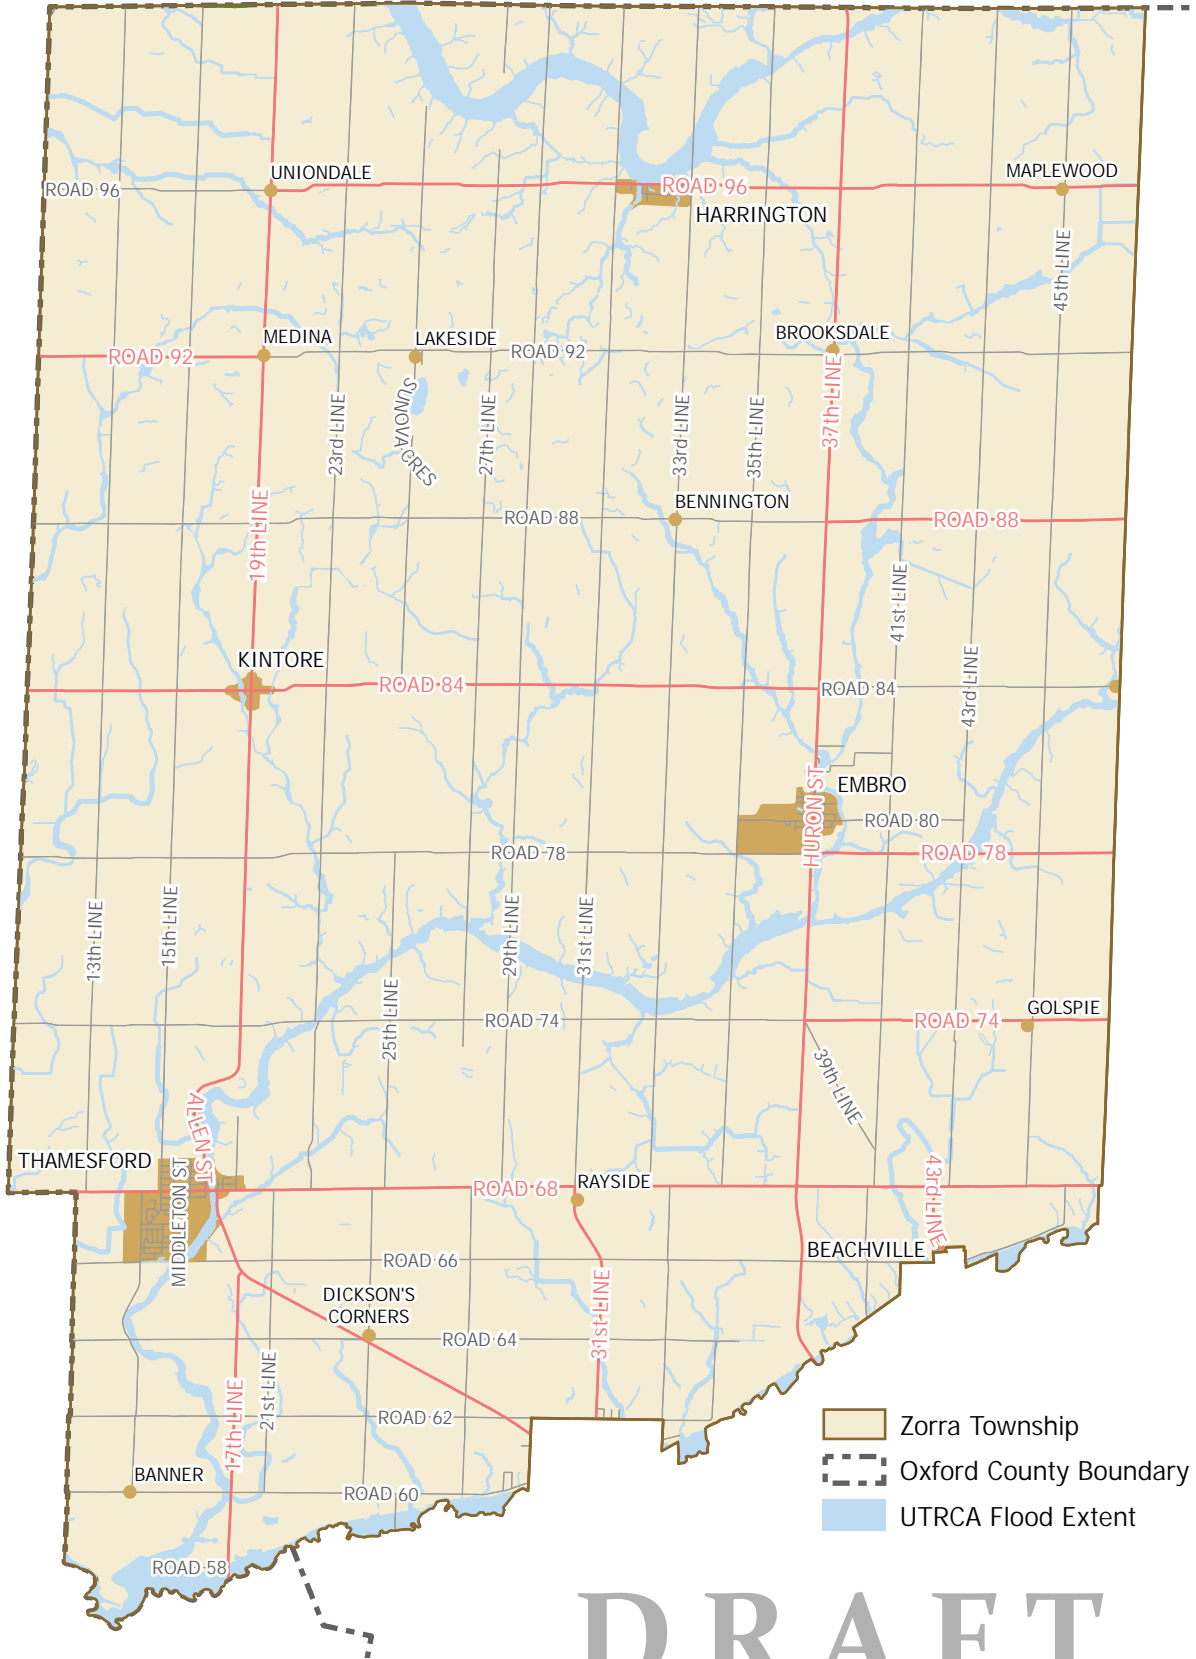 UNIONDALE
MAPLEWOOD
ROAD 96
ROAD 96
HARRINGTON
45th LINE
MEDINA
LAKESIDE
BROOKSDALE
ROAD 92
ROAD 92
SUNOVA CRES
23rd LINE
27th LINE
33rd LINE
35th LINE
37th LINE
BENNINGTON
ROAD 88
ROAD 88
19th LINE
41st LINE
KINTORE
ROAD 84
ROAD 84
43rd LINE
EMBRO
HURON ST
ROAD 80
ROAD 78
ROAD 78
13th LINE
15th LINE
29th LINE
31st LINE
25th LINE
GOLSPIE
ROAD 74
ROAD 74
39th LINE
ALLEN ST
THAMESFORD
MIDDLETON ST
ROAD 68
RAYSIDE
43rd LINE
BEACHVILLE
ROAD 66
DICKSON'S
CORNERS
31st LINE
ROAD 64
21st LINE
17th LINE
ROAD 62
BANNER
ROAD 60
ROAD 58
Zorra Township
Oxford County Boundary
UTRCA Flood Extent
DRAFT